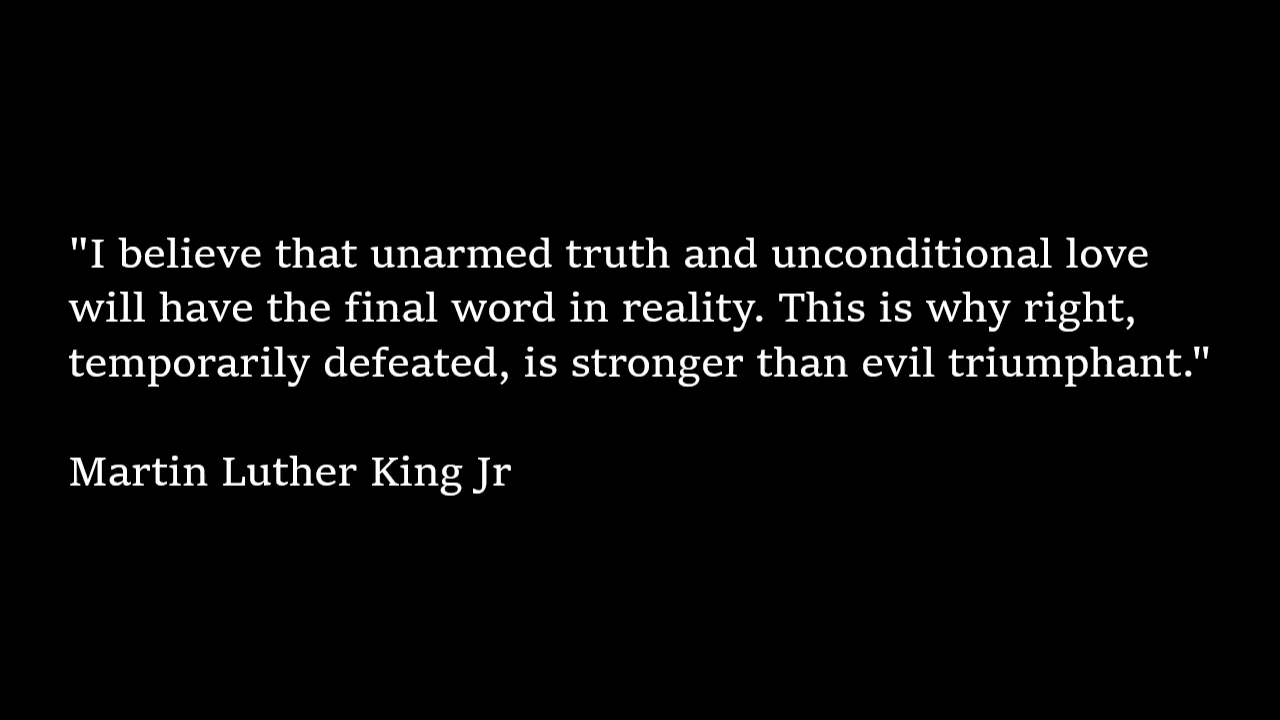 "I believe that unarmed truth and unconditional love
will have the final word in reality. This is why right,
temporarily defeated, is stronger than evil triumphant."
Martin Luther King Jr